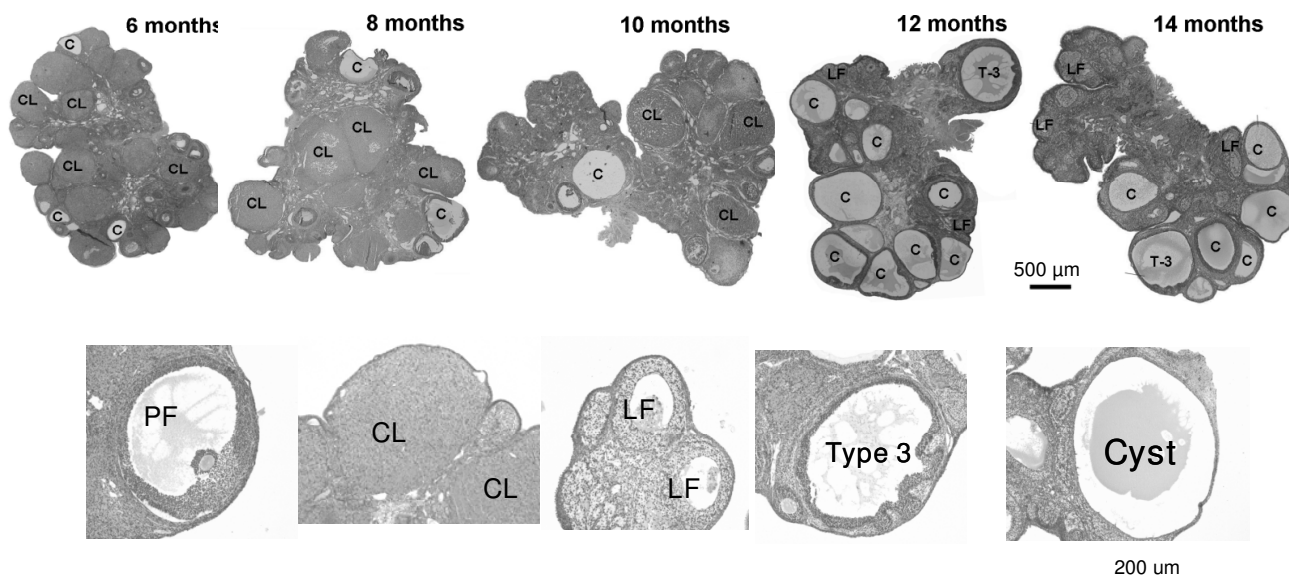 6 months
8 months
10 months
12 months
14 months
C
CL
CL
CL
CL
C
C
C
CL
CL
CL
CL
C
CL
CL
C
CL
LF
T-3
C
C
C
C
LF
C
C
C
C
LF
LF
LF
C
C
C
T-3
C
C
500 µm
PF
CL
CL
LF
LF
Type 3
Cyst
200 um